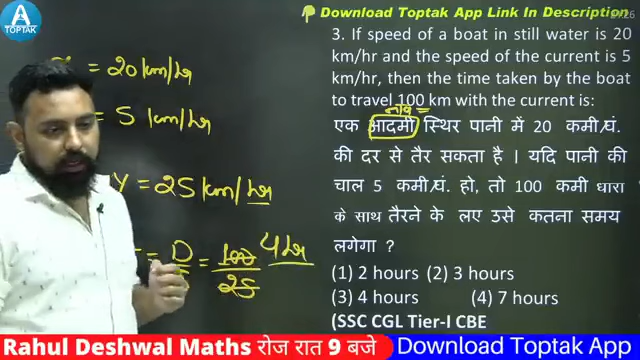 Download Toptak App Link In Description
A
TOPTAK
3. If speed of a boat in still water is 20
km/hr and the speed of the current is 5
km/hr, then the time taken by the boat
to travel 100 km with the current is:
नाव =
एक आदमी स्थिर पानी में 20 कमी/घं.
की दर से तैर सकता है । यदि पानी की
चाल 5 कमी/घं. हो, तो 100 कमी धारा
के साथ तैरने के लए उसे कतना समय
लगेगा ?
(1) 2 hours (2) 3 hours
(3) 4 hours (4) 7 hours
(SSC CGL Tier-I CBE
= 20 km/hr
= 5 km/hr
= 25 km/hr
= D = 100 4 hr
25
Rahul Deshwal Maths रोज रात 9 बजे
Download Toptak App